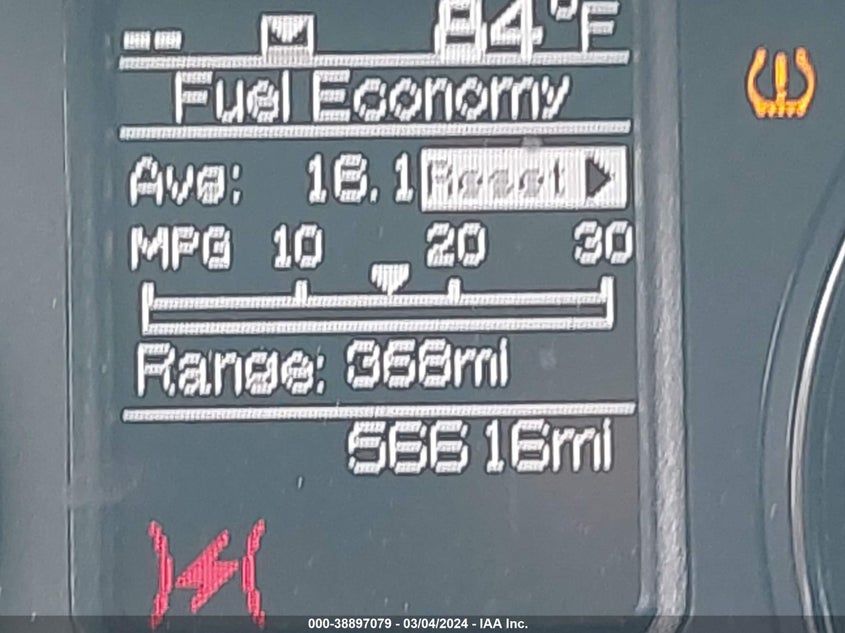 -- 84°F
Fuel Economy
Avg: 16.1 Reset
MPG 10 20 30
Range: 368mi
56616mi
000-38897079 - 03/04/2024 - IAA Inc.